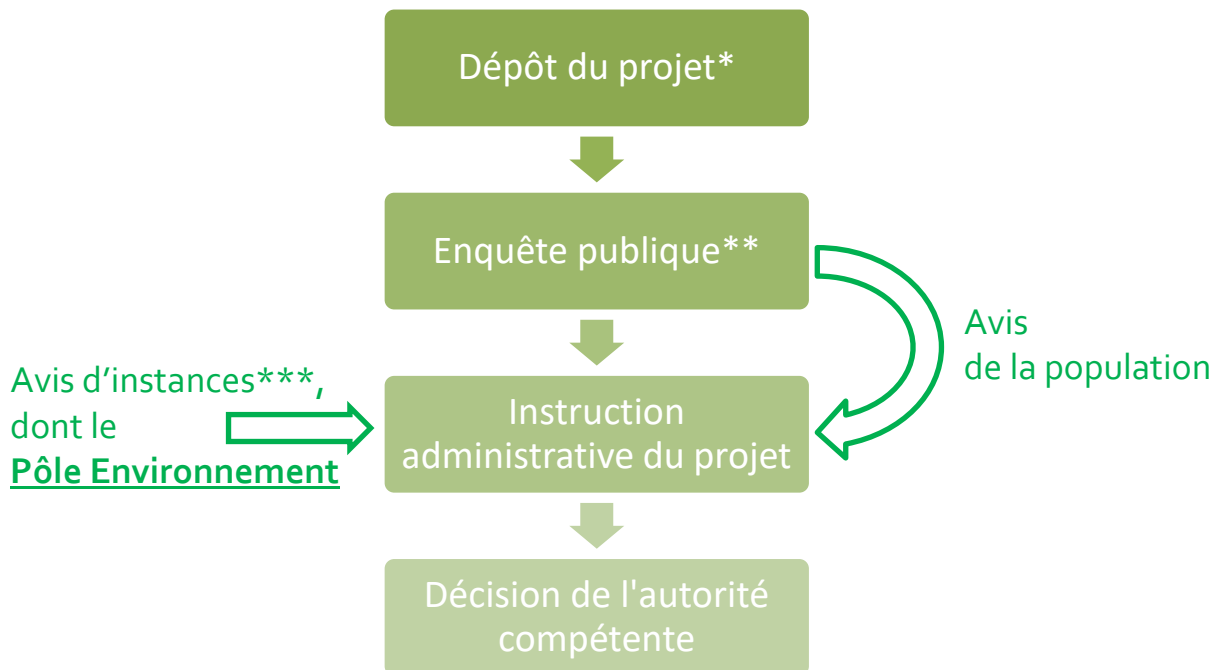 Dépôt du projet*
Enquête publique**
Avis
de la population
Avis d’instances***,
dont le
Pôle Environnement
Instruction
administrative du projet
Décision de l'autorité
compétente